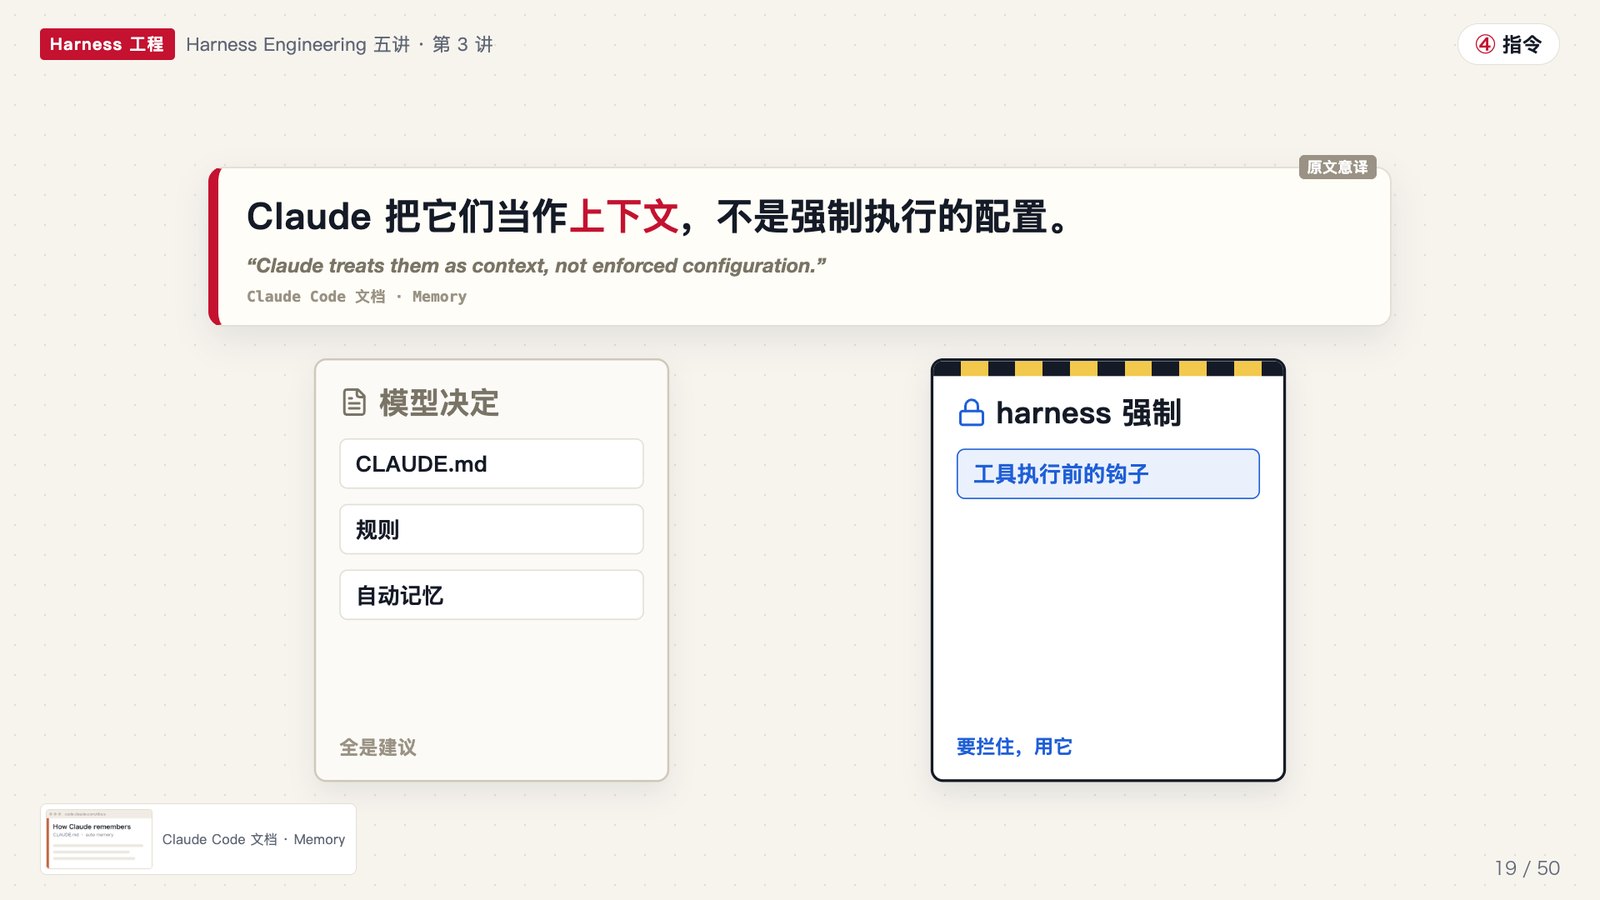 Harness 工程
Harness Engineering 五讲 · 第 3 讲
④ 指令
原文意译
Claude 把它们当作上下文，不是强制执行的配置。
“Claude treats them as context, not enforced configuration.”
Claude Code 文档 · Memory
模型决定
CLAUDE.md
规则
自动记忆
全是建议
harness 强制
工具执行前的钩子
要拦住，用它
How Claude remembers
Claude Code 文档 · Memory
19 / 50